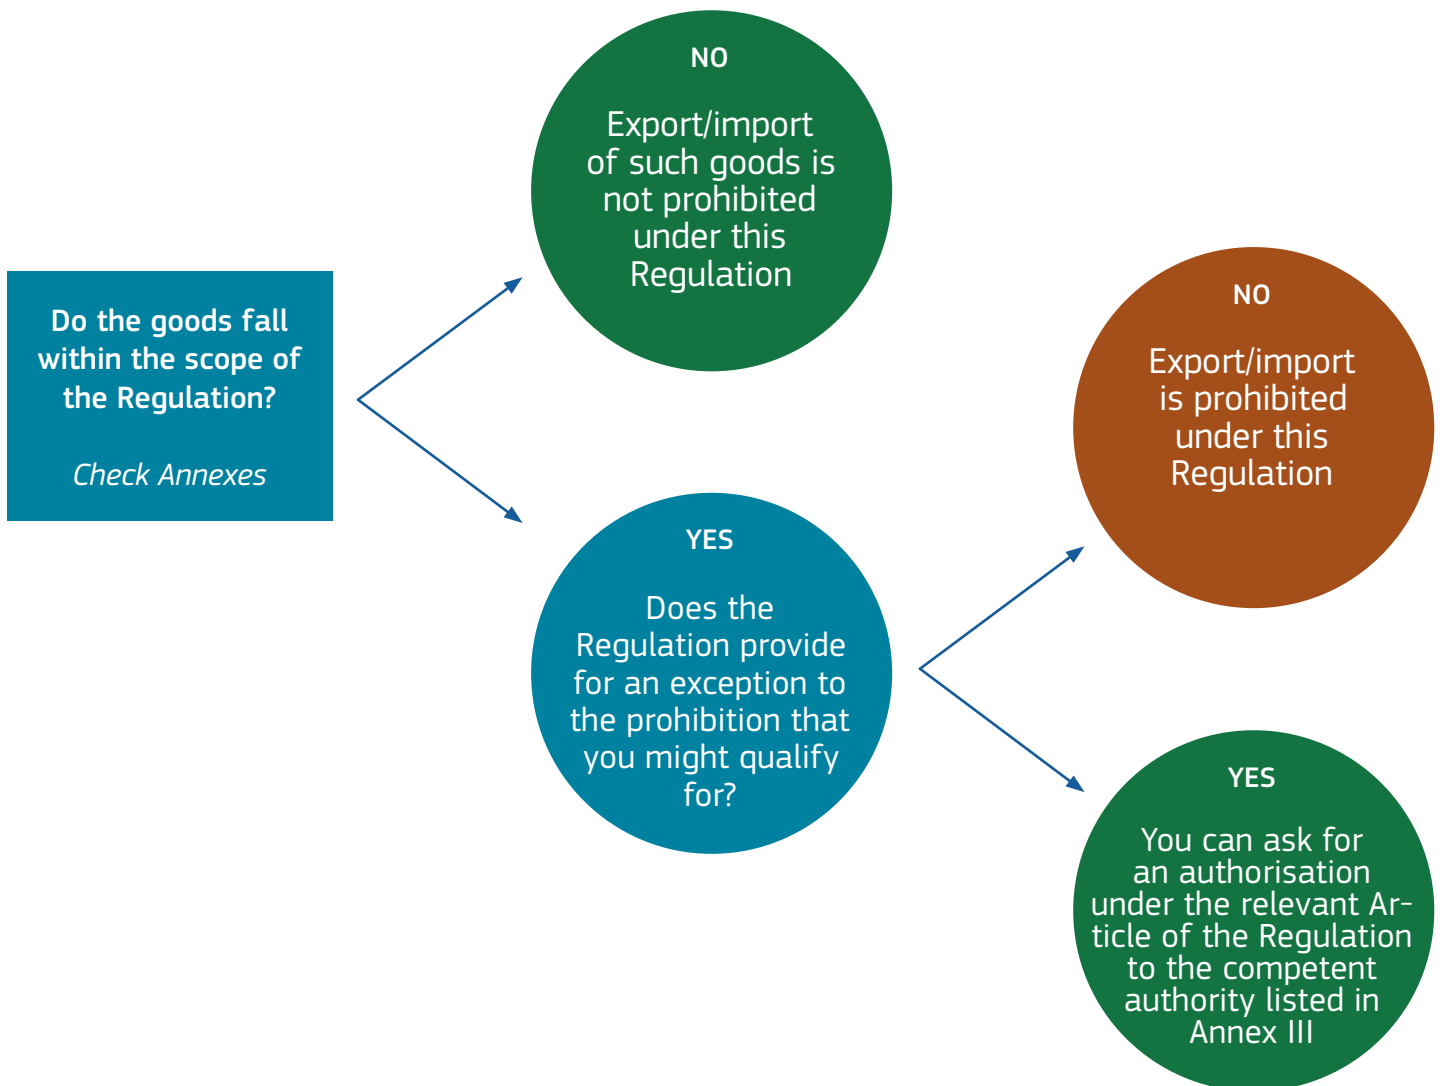 Do the goods fall
within the scope of
the Regulation?
Check Annexes
NO
Export/import
of such goods is
not prohibited
under this
Regulation
YES
Does the
Regulation provide
for an exception to
the prohibition that
you might qualify
for?
NO
Export/import
is prohibited
under this
Regulation
YES
You can ask for
an authorisation
under the relevant Ar-
ticle of the Regulation
to the competent
authority listed in
Annex III